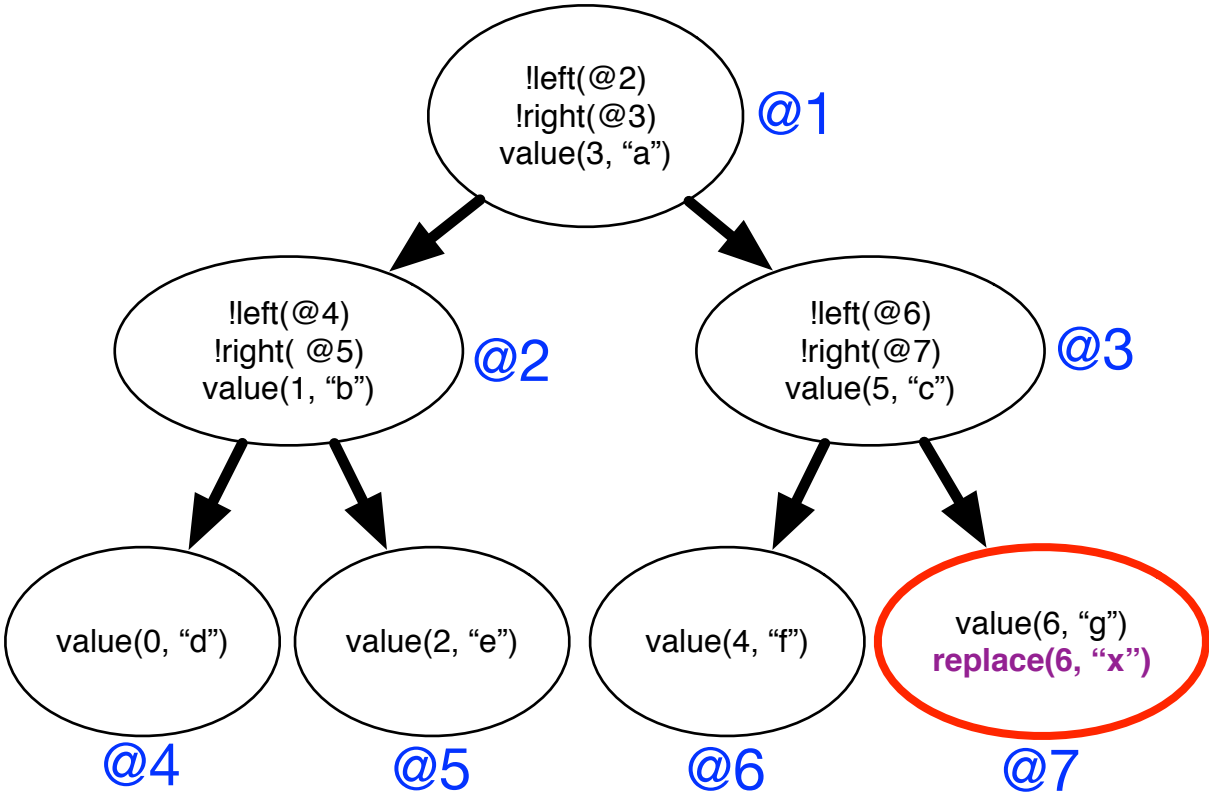 !left(@2)
!right(@3)
value(3, “a”)
@1
!left(@4)
!right( @5)
value(1, “b”)
@2
!left(@6)
!right(@7)
value(5, “c”)
@3
value(0, “d”)
@4
value(2, “e”)
@5
value(4, “f”)
@6
value(6, “g”)
replace(6, “x”)
@7